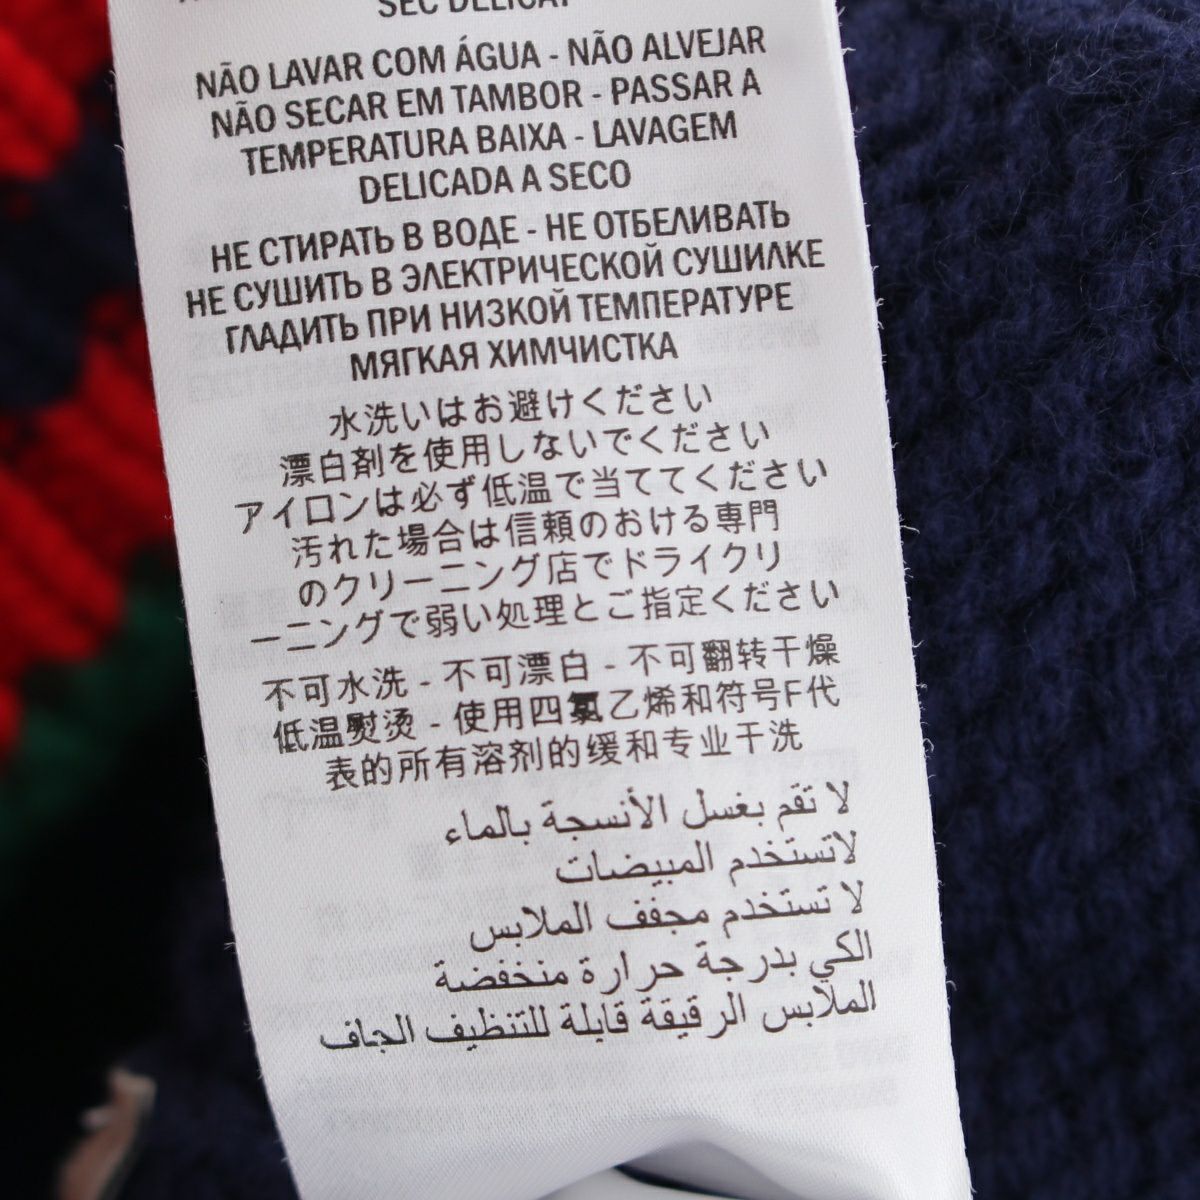 SEC DELICAT
NÃO LAVAR COM ÁGUA - NÃO ALVEJAR
NÃO SECAR EM TAMBOR - PASSAR A
TEMPERATURA BAIXA - LAVAGEM
DELICADA A SECO
НЕ СТИРАТЬ В ВОДЕ - НЕ ОТБЕЛИВАТЬ
НЕ СУШИТЬ В ЭЛЕКТРИЧЕСКОЙ СУШИЛКЕ
ГЛАДИТЬ ПРИ НИЗКОЙ ТЕМПЕРАТУРЕ
МЯГКАЯ ХИМЧИСТКА
水洗いはお避けください
漂白剤を使用しないでください
アイロンは必ず低温で当ててください
汚れた場合は信頼のおける専門
のクリーニング店でドライクリ
ーニングで弱い処理とご指定ください
不可水洗 - 不可漂白 - 不可翻转干燥
低温熨烫 - 使用四氯乙烯和符号F代
表的所有溶剂的缓和专业干洗
لا تقم بغسل الأنسجة بالماء
لاتستخدم المبيضات
لا تستخدم مجفف الملابس
الكي بدرجة حرارة منخفضة
الملابس الرقيقة قابلة للتنظيف الجاف